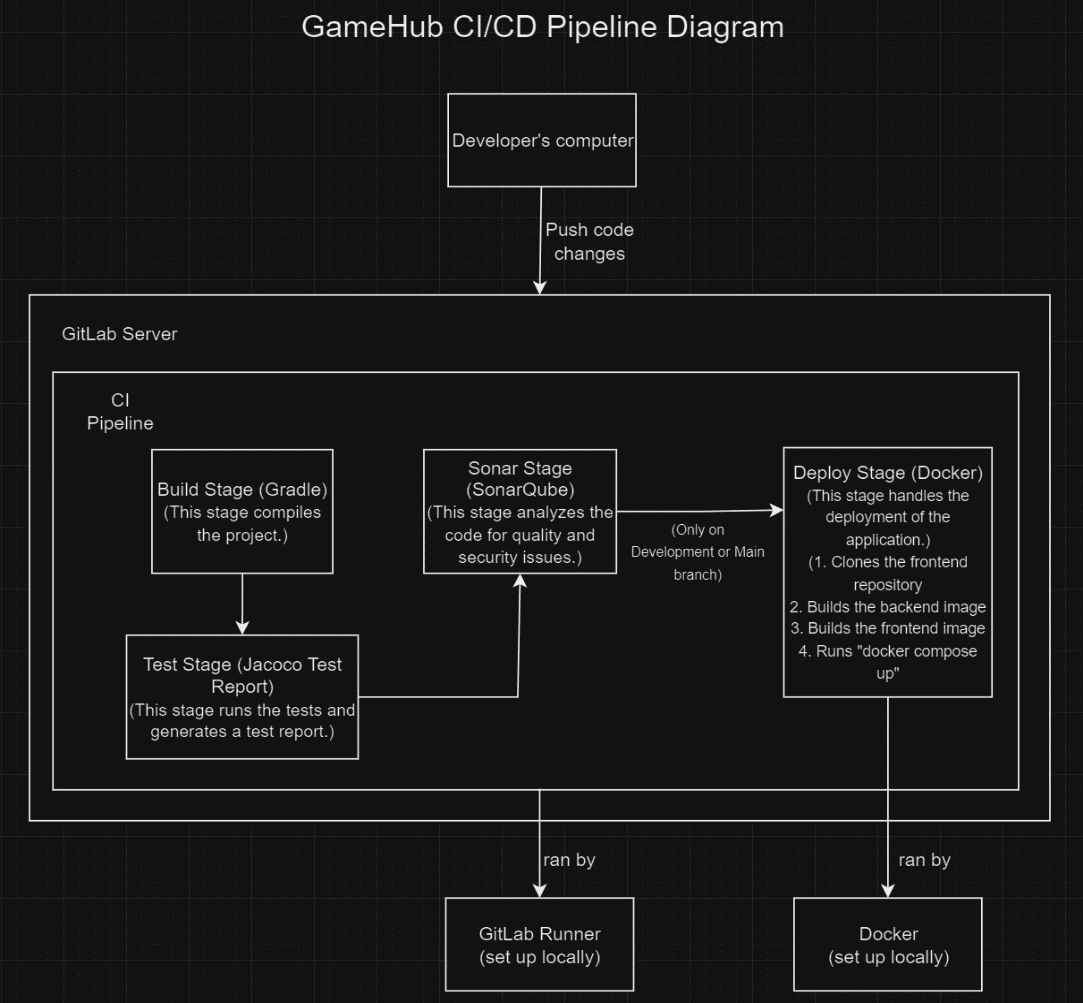 GameHub CI/CD Pipeline Diagram
Developer's computer
Push code
changes
GitLab Server
CI
Pipeline
Build Stage (Gradle)
(This stage compiles
the project.)
Test Stage (Jacoco Test
Report)
(This stage runs the tests and
generates a test report.)
Sonar Stage
(SonarQube)
(This stage analyzes the
code for quality and
security issues.)
(Only on
Development or Main
branch)
Deploy Stage (Docker)
(This stage handles the
deployment of the
application.)
(1. Clones the frontend
repository
2. Builds the backend image
3. Builds the frontend image
4. Runs "docker compose
up"
ran by
GitLab Runner
(set up locally)
ran by
Docker
(set up locally)